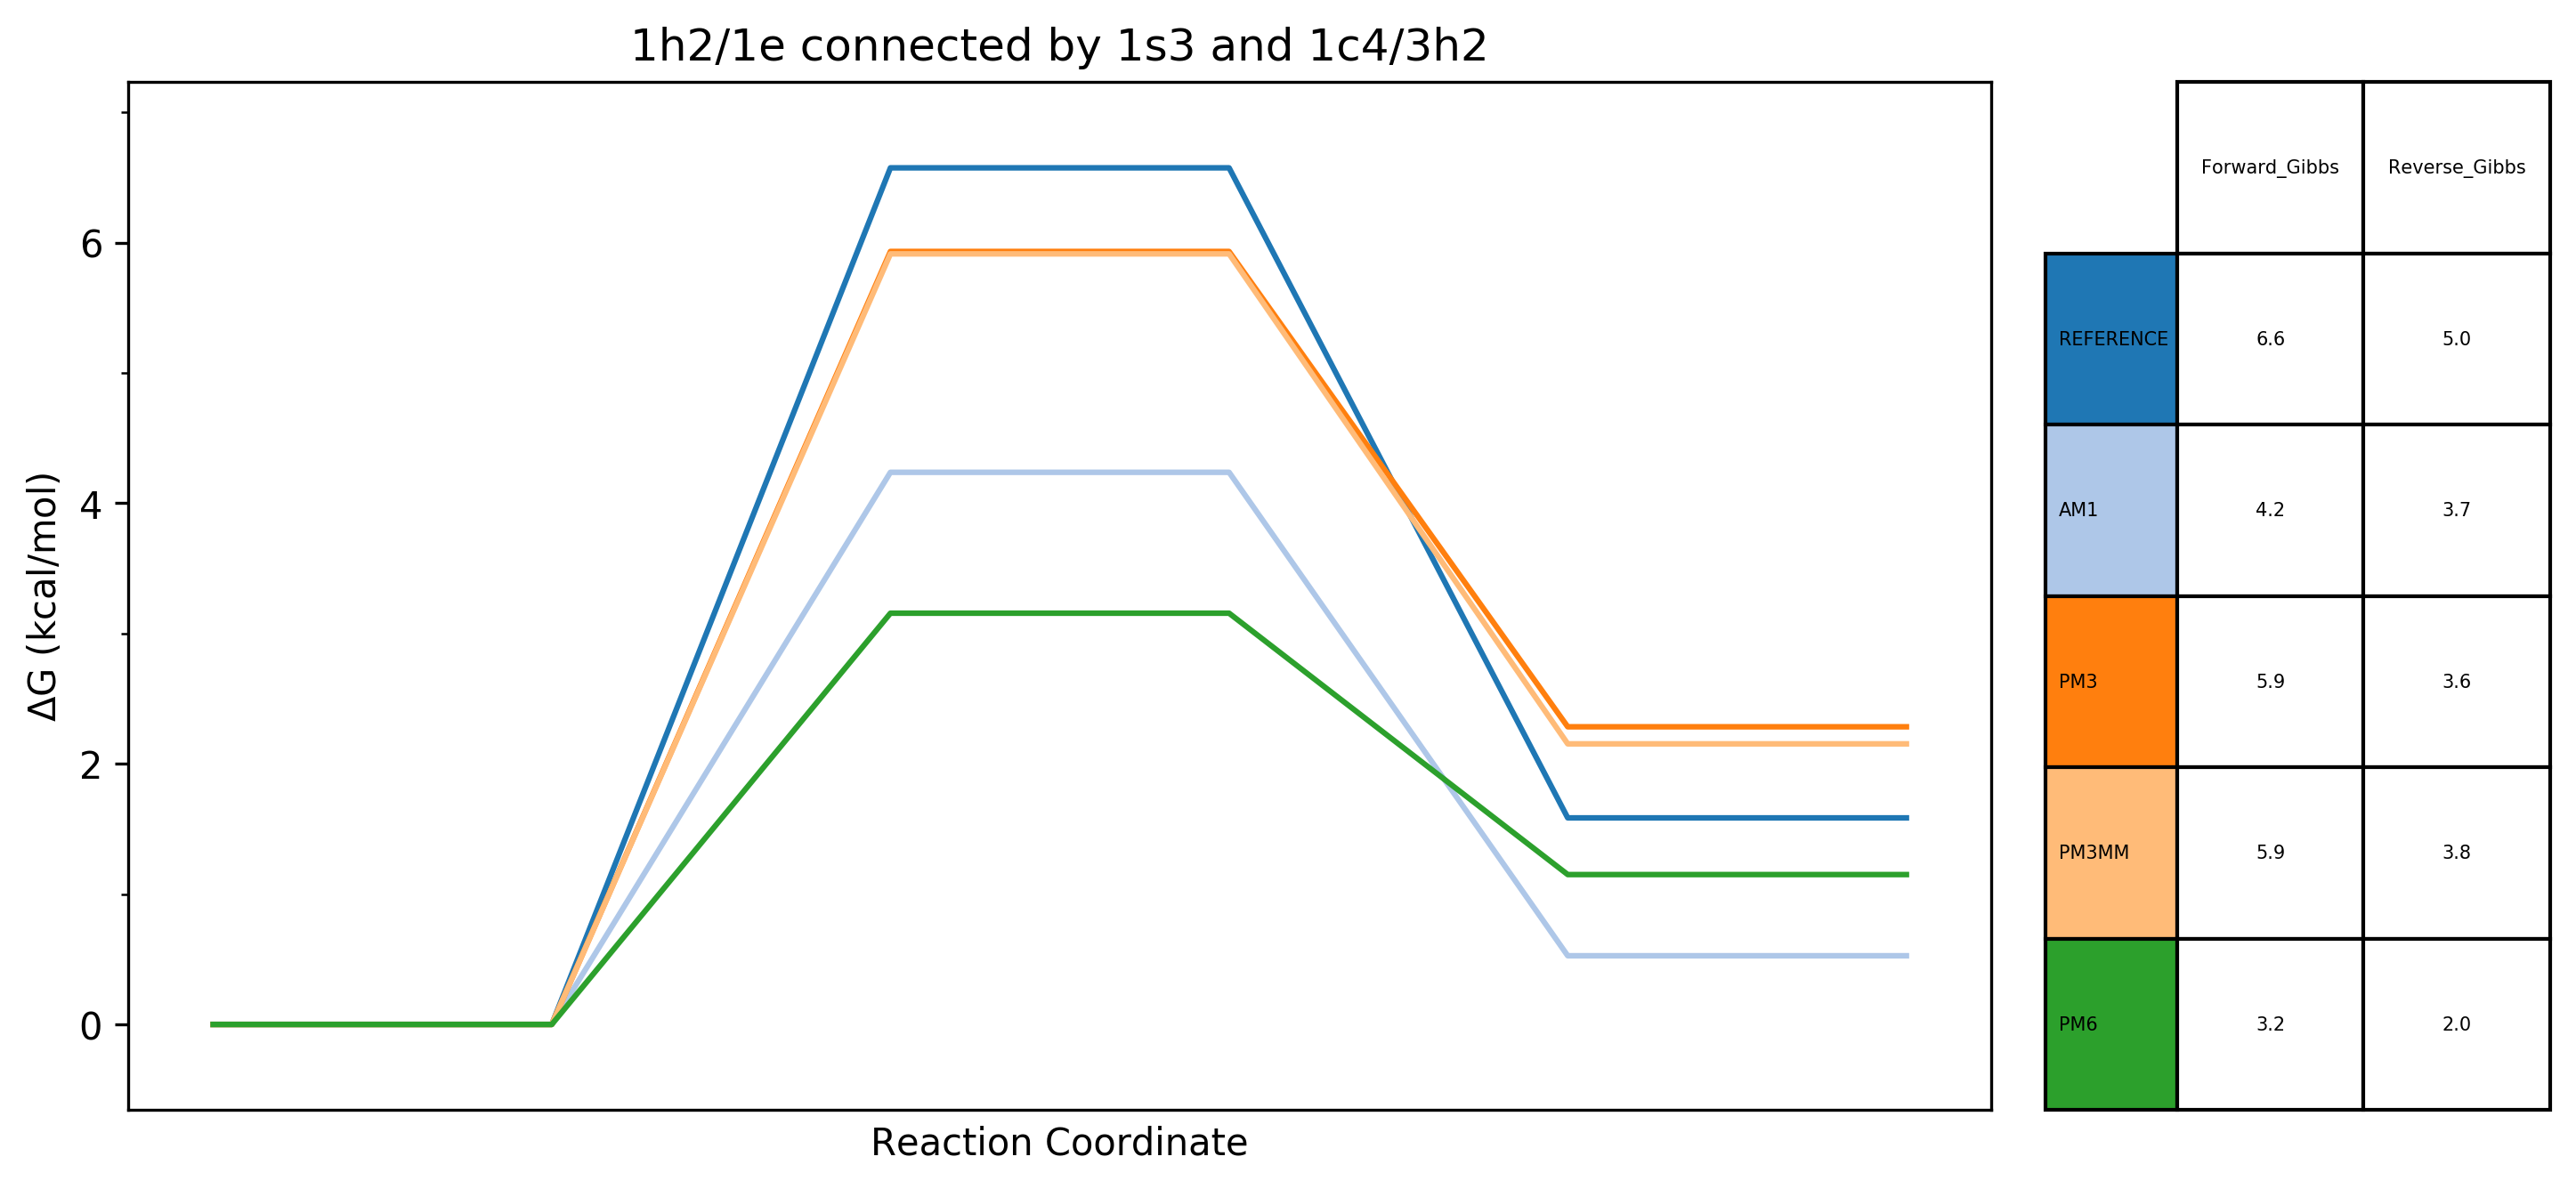 1h2/1e connected by 1s3 and 1c4/3h2
ΔG (kcal/mol)
6
4
2
0
Reaction Coordinate
Forward_Gibbs Reverse_Gibbs
REFERENCE 6.6 5.0
AM1 4.2 3.7
PM3 5.9 3.6
PM3MM 5.9 3.8
PM6 3.2 2.0